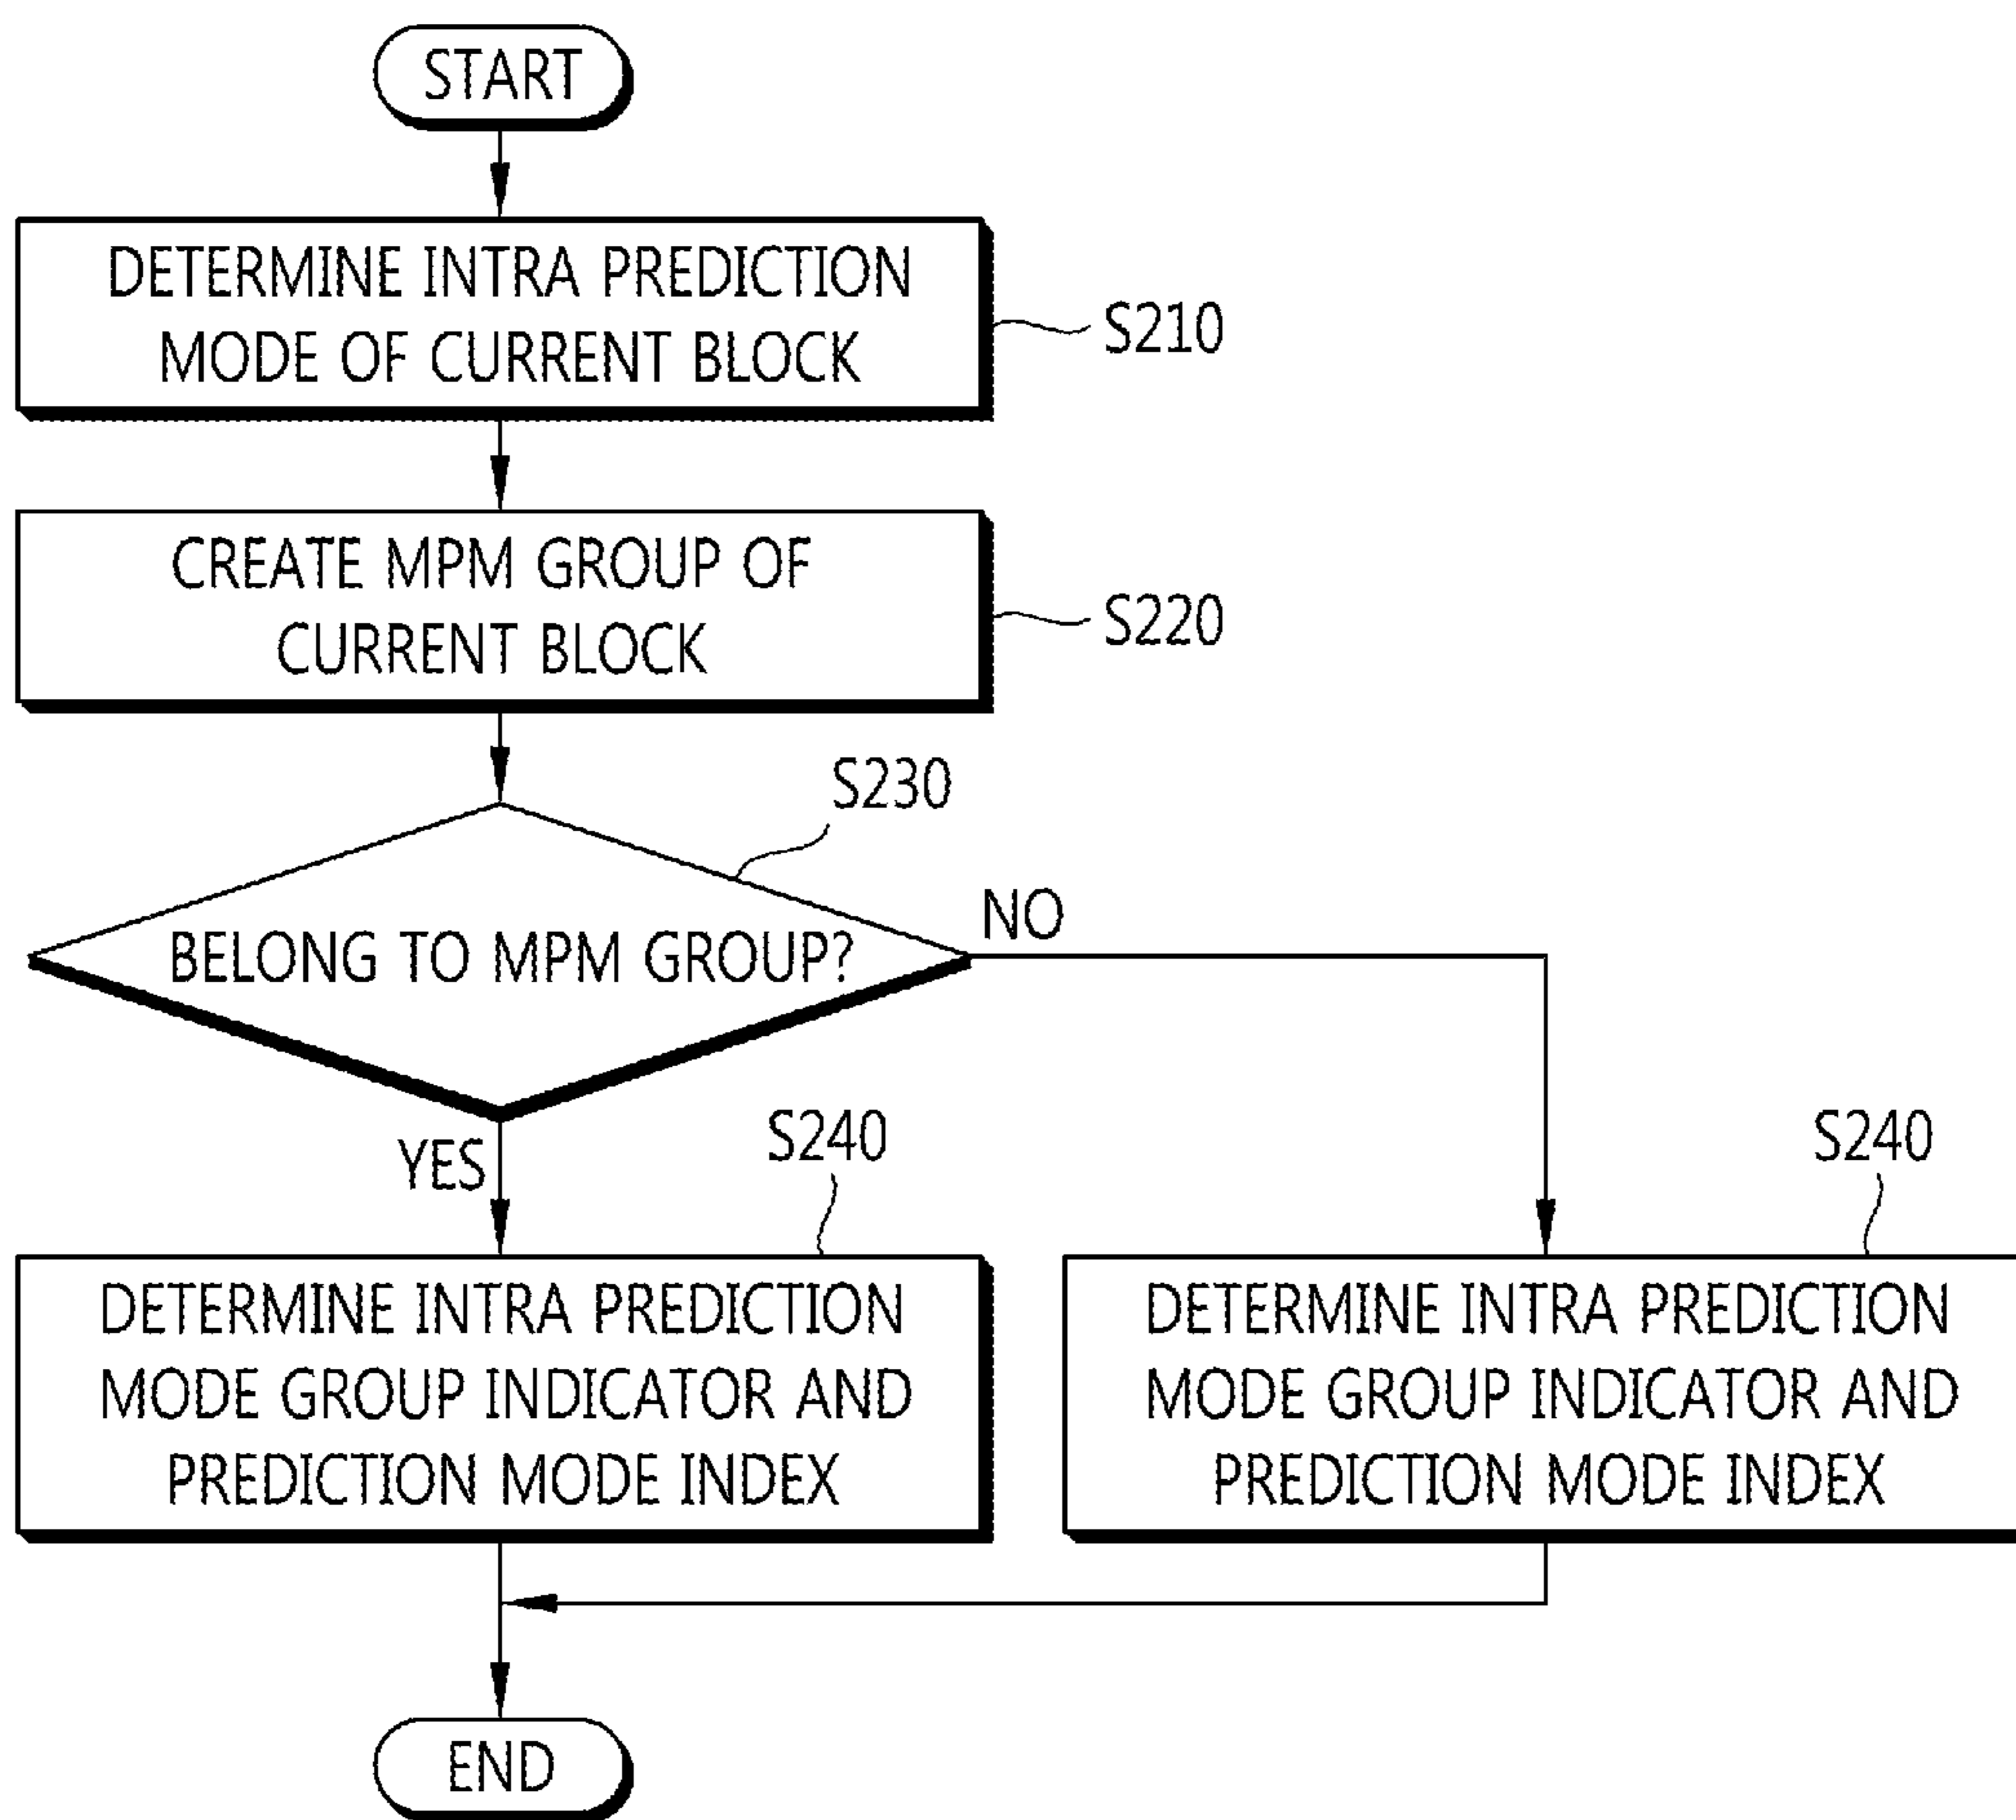 START
DETERMINE INTRA PREDICTION
MODE OF CURRENT BLOCK
S210
CREATE MPM GROUP OF
CURRENT BLOCK
S220
S230
BELONG TO MPM GROUP?
NO
YES
S240
DETERMINE INTRA PREDICTION
MODE GROUP INDICATOR AND
PREDICTION MODE INDEX
S240
DETERMINE INTRA PREDICTION
MODE GROUP INDICATOR AND
PREDICTION MODE INDEX
END